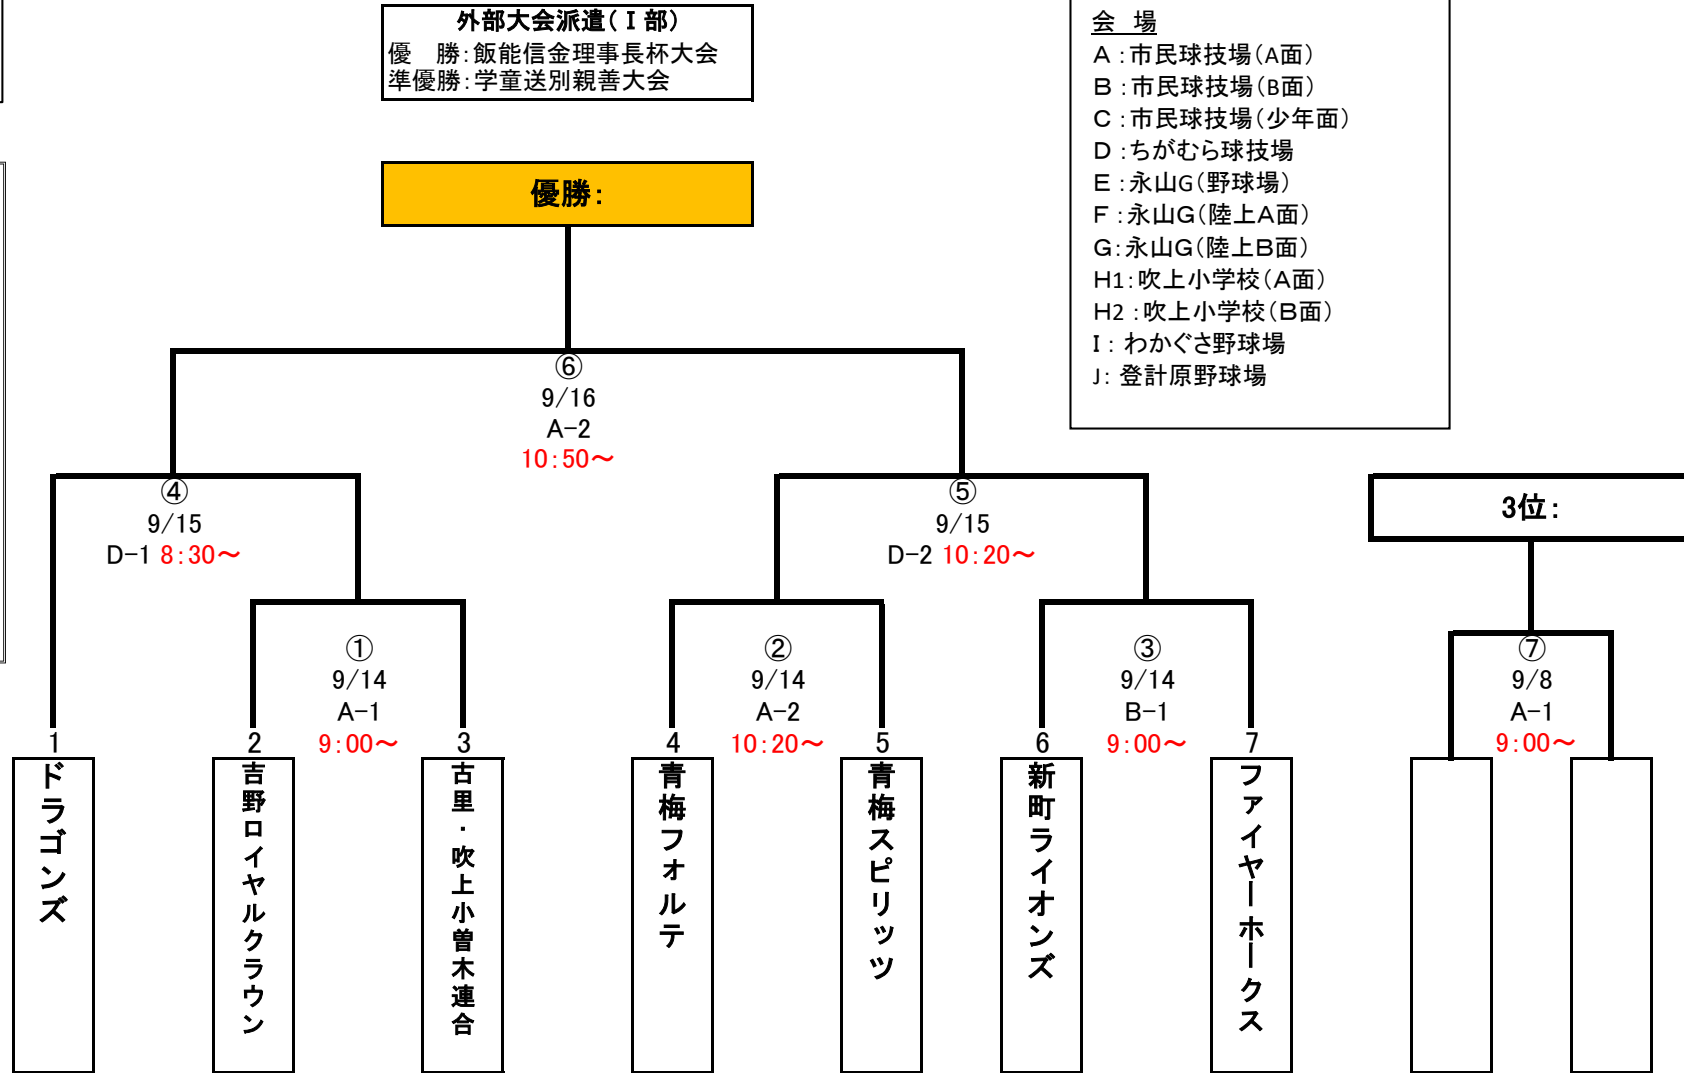 外部大会派遣(Ⅰ部)
優　勝:飯能信金理事長杯大会
準優勝:学童送別親善大会
会 場
A:市民球技場(A面)
B:市民球技場(B面)
C:市民球技場(少年面)
D:ちがむら球技場
E:永山G(野球場)
F:永山G(陸上A面)
G:永山G(陸上B面)
H1:吹上小学校(A面)
H2:吹上小学校(B面)
I: わかぐさ野球場
J: 登計原野球場
優勝:
⑥
9/16
A-2
10:50~
④
9/15
D-1 8:30~
⑤
9/15
D-2 10:20~
3位:
①
9/14
A-1
9:00~
②
9/14
A-2
10:20~
③
9/14
B-1
9:00~
⑦
9/8
A-1
9:00~
1
ドラゴンズ
2
吉野ロイヤルクラウン
3
古里・吹上小曽木連合
4
青梅フォルテ
5
青梅スピリッツ
6
新町ライオンズ
7
ファイヤーホークス